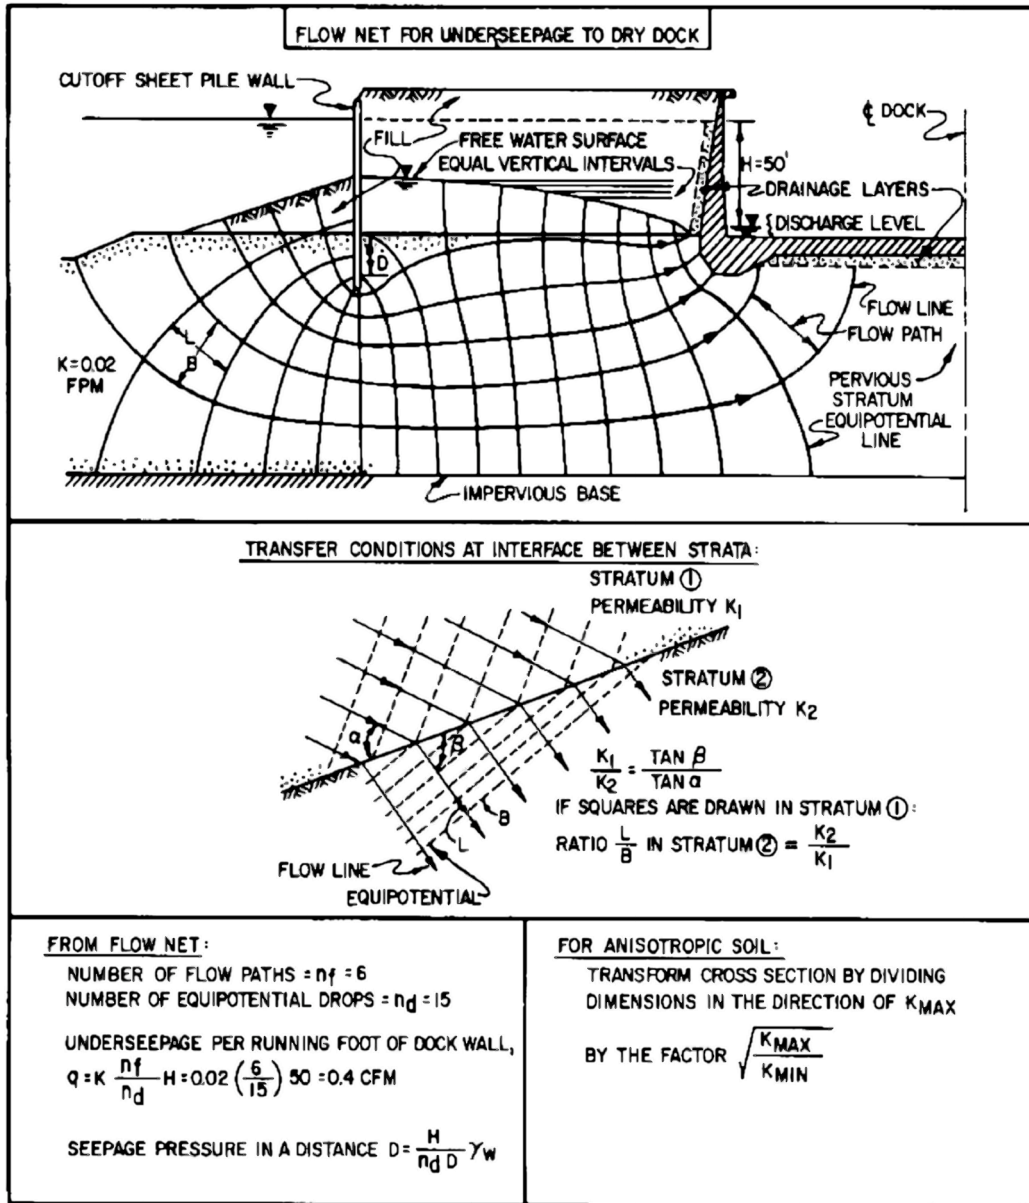 FLOW NET FOR UNDERSEEPAGE TO DRY DOCK
CUTOFF SHEET PILE WALL
FILL
FREE WATER SURFACE
EQUAL VERTICAL INTERVALS
℄ DOCK
H=50'
DRAINAGE LAYERS
DISCHARGE LEVEL
D
L
B
K=0.02
FPM
FLOW LINE
FLOW PATH
PERVIOUS
STRATUM
EQUIPOTENTIAL
LINE
IMPERVIOUS BASE
TRANSFER CONDITIONS AT INTERFACE BETWEEN STRATA:
STRATUM ①
PERMEABILITY K₁
STRATUM ②
PERMEABILITY K₂
α
β
B
L
FLOW LINE
EQUIPOTENTIAL
K₁/K₂ = TAN β/TAN α
IF SQUARES ARE DRAWN IN STRATUM ①:
RATIO L/B IN STRATUM ② = K₂/K₁
FROM FLOW NET:
NUMBER OF FLOW PATHS = nf = 6
NUMBER OF EQUIPOTENTIAL DROPS = nd = 15
UNDERSEEPAGE PER RUNNING FOOT OF DOCK WALL,
Q = K nf/nd H = 0.02 (6/15) 50 = 0.4 CFM
SEEPAGE PRESSURE IN A DISTANCE D = H/nd D γw
FOR ANISOTROPIC SOIL:
TRANSFORM CROSS SECTION BY DIVIDING
DIMENSIONS IN THE DIRECTION OF KMAX
BY THE FACTOR √KMAX/KMIN